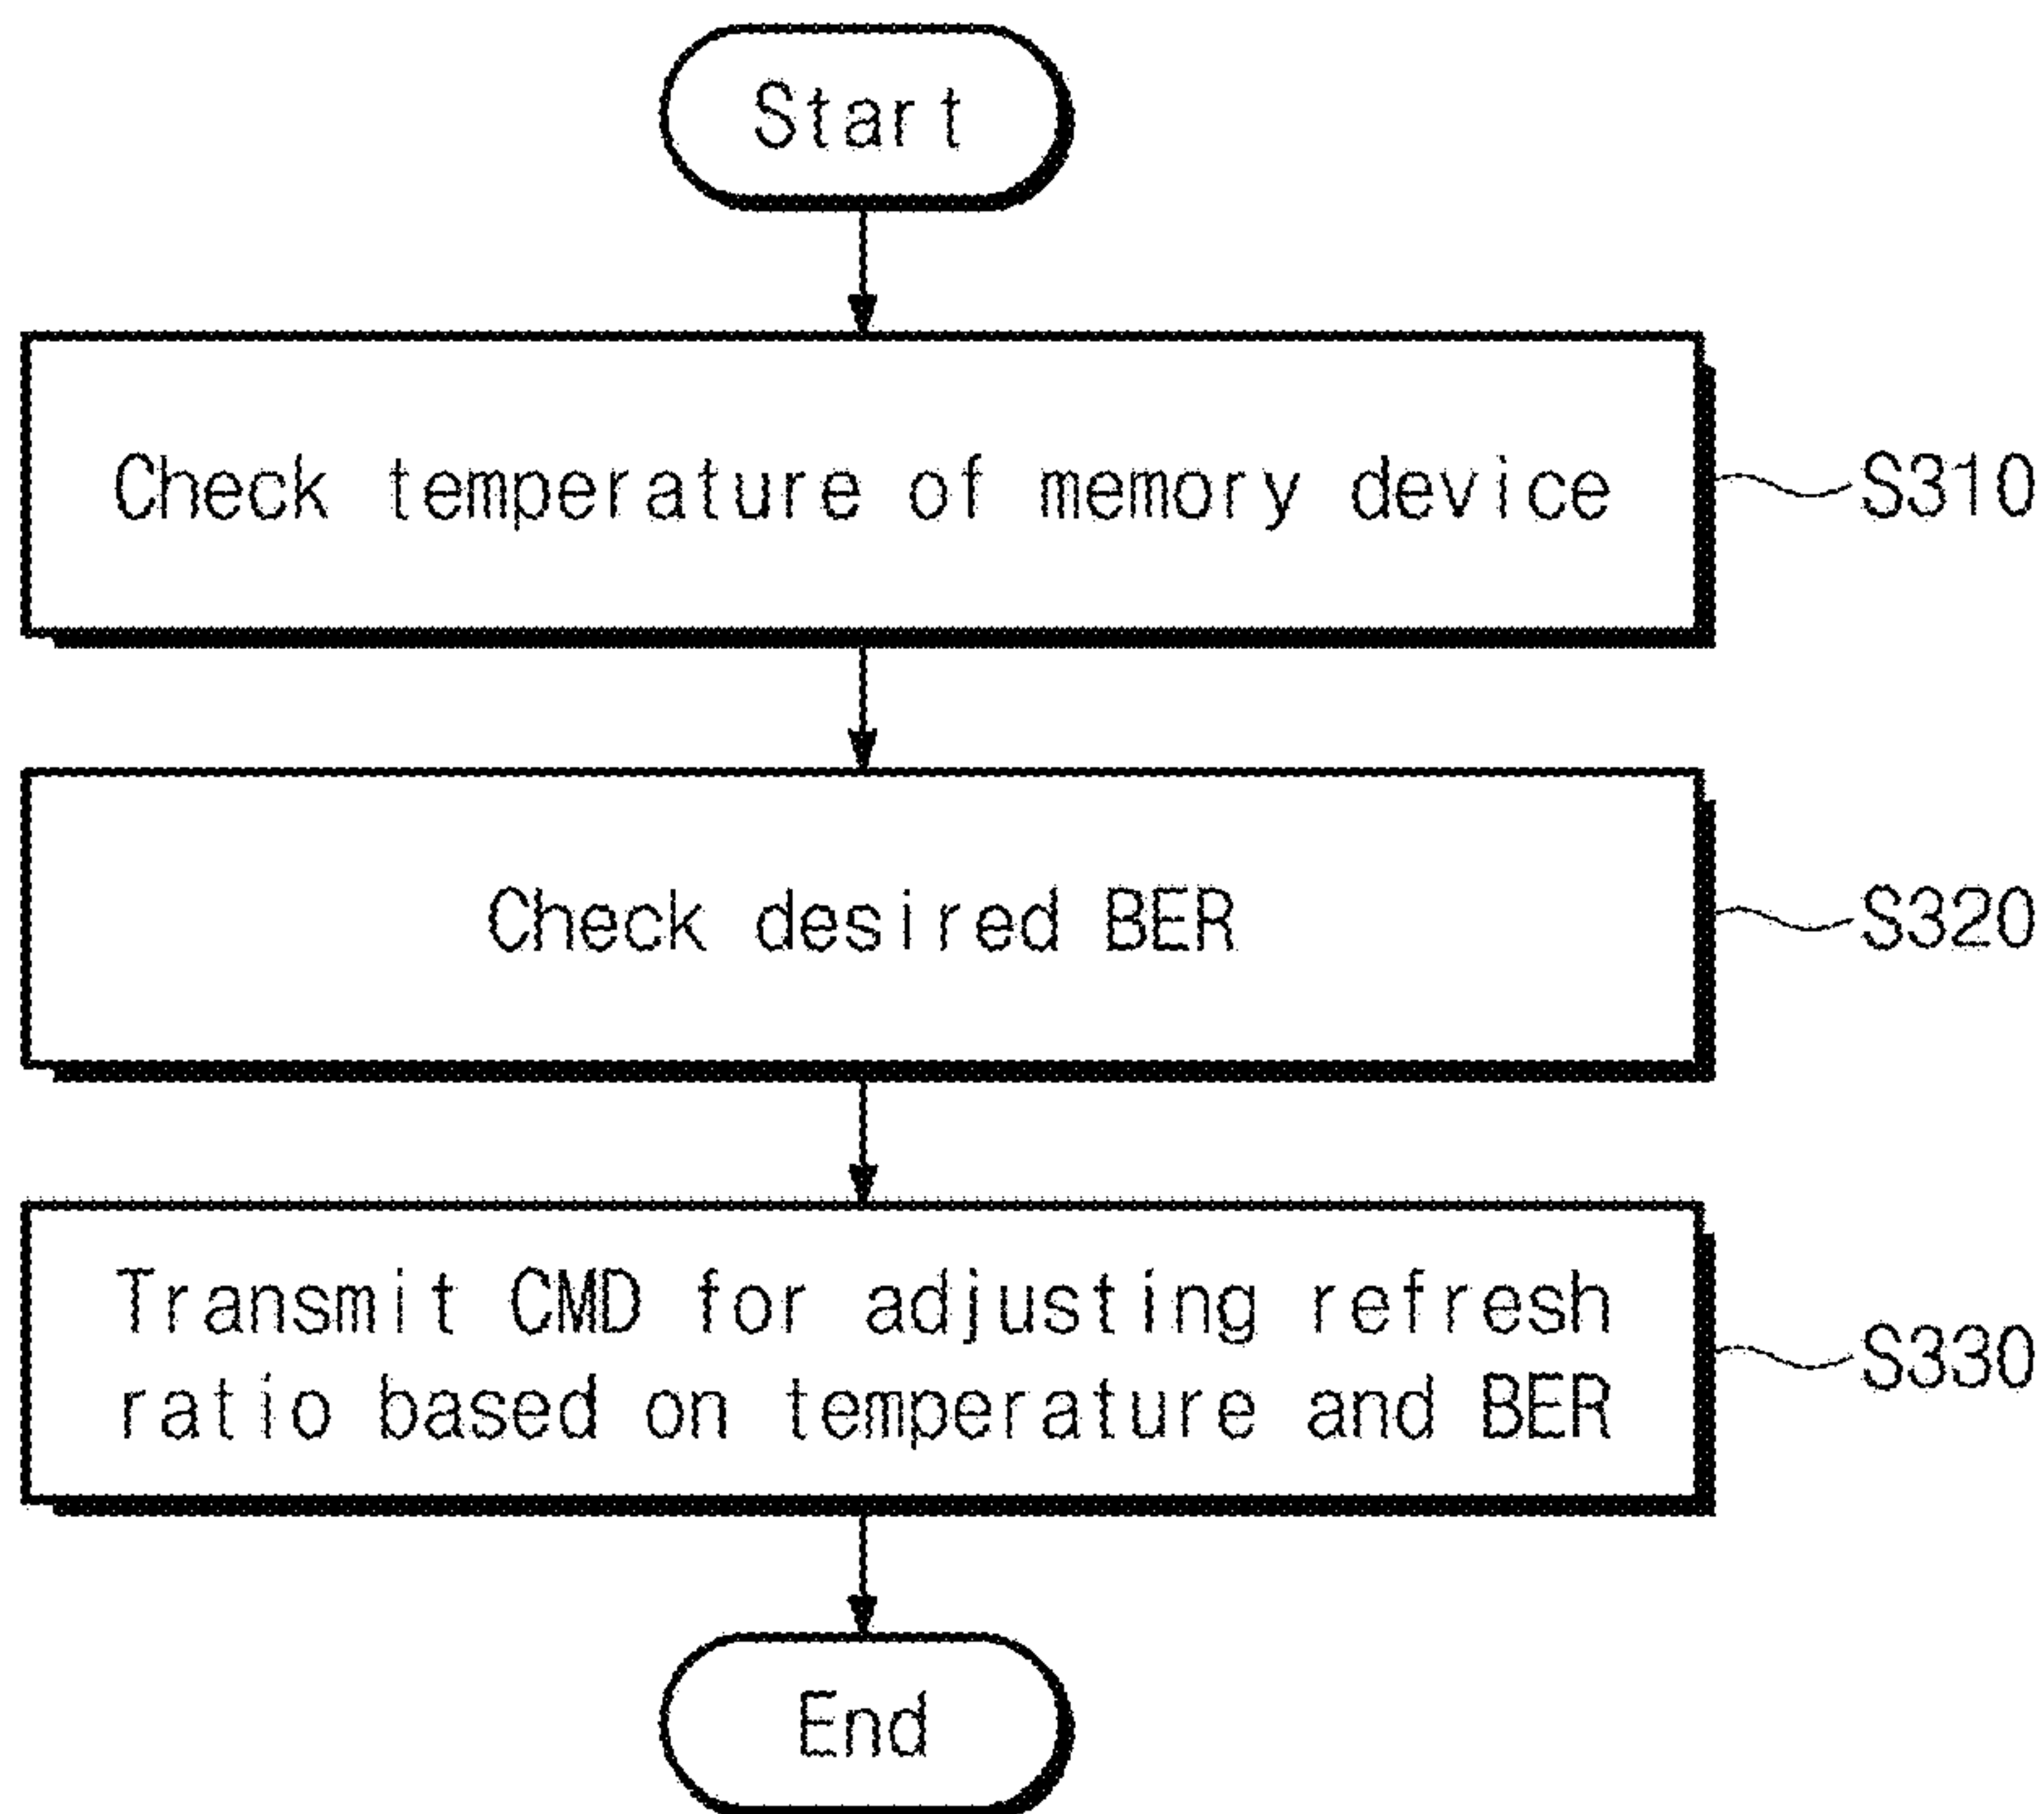 Start
Check temperature of memory device
S310
Check desired BER
S320
Transmit CMD for adjusting refresh
ratio based on temperature and BER
S330
End